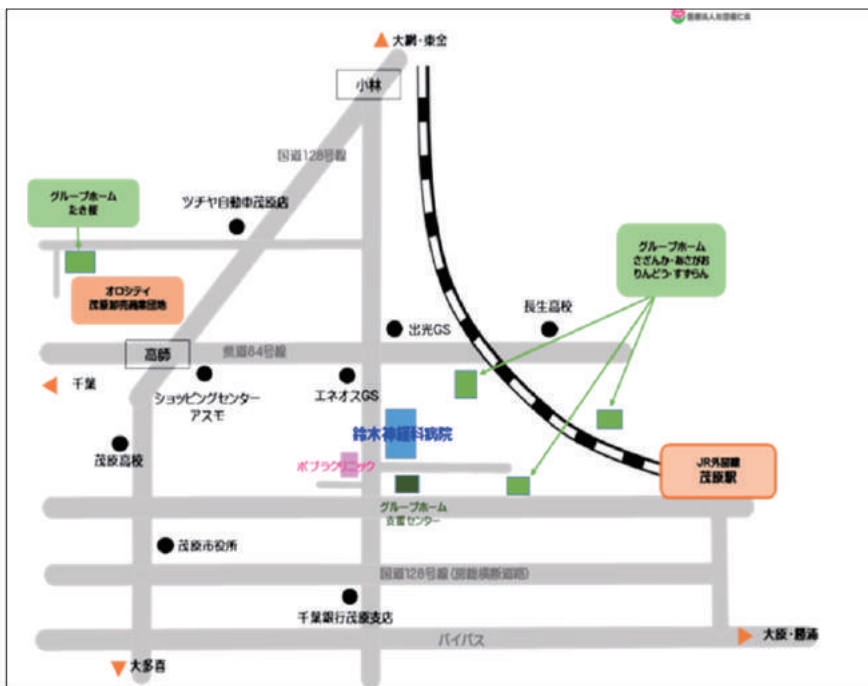 大網・東金
小林
国道128号線
グループホーム
たき桜
ツチヤ自動車茂原店
グループホーム
さざんか・あさがお
りんどう・すずらん
オロシティ
茂原卸売商業団地
長生高校
出光GS
高師
県道84号線
千葉
ショッピングセンター
アスモ
エネオスGS
鈴木神経科病院
茂原高校
ポプラクリニック
JR外房線
茂原駅
グループホーム
支援センター
茂原市役所
国道128号線(房総横断道路)
千葉銀行茂原支店
バイパス
大原・勝浦
大多喜